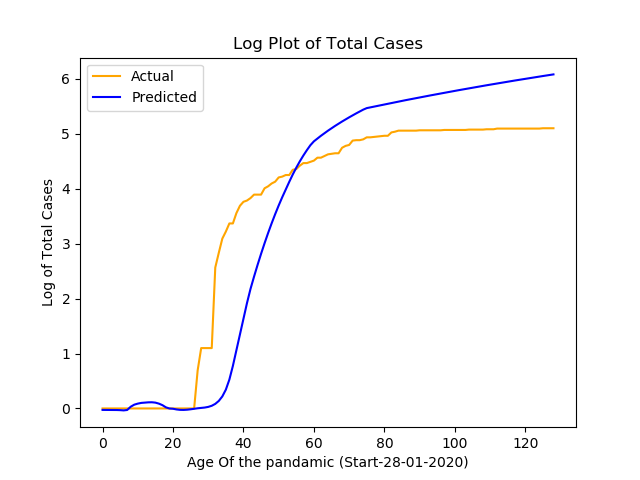 Log Plot of Total Cases
Actual
Predicted
6
5
4
3
2
1
0
Log of Total Cases
0 20 40 60 80 100 120
Age Of the pandamic (Start-28-01-2020)